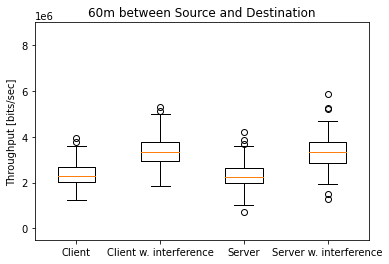 60m between Source and Destination
1e6
Throughput [bits/sec]
8
6
4
2
0
Client
Client w. interference
Server
Server w. interference